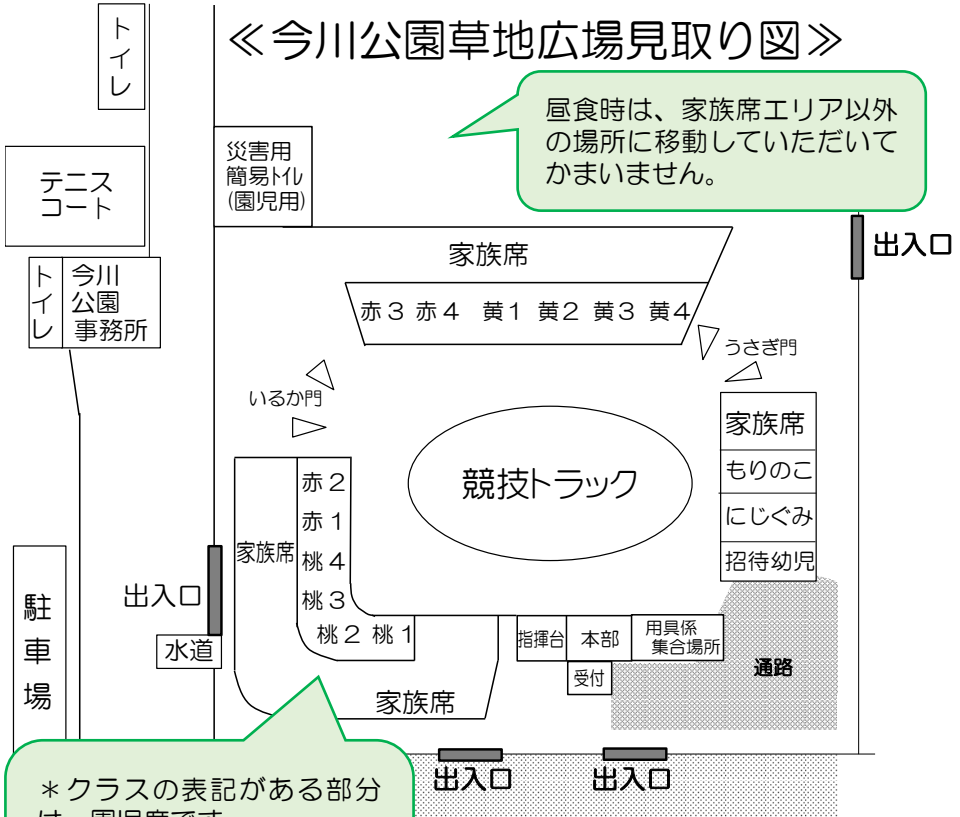 ≪今川公園草地広場見取り図≫
トイレ
昼食時は、家族席エリア以外
の場所に移動していただいて
かまいません。
災害用
簡易トイレ
(園児用)
テニス
コート
出入口
家族席
トイレ
今川
公園
事務所
赤3 赤4 黄1 黄2 黄3 黄4
うさぎ門
いるか門
家族席
もりのこ
にじぐみ
招待幼児
競技トラック
赤2
赤1
桃4
桃3
桃2 桃1
家族席
出入口
駐車場
水道
指揮台
本部
用具係
集合場所
受付
通路
家族席
出入口
出入口
*クラスの表記がある部分
は、園児席です